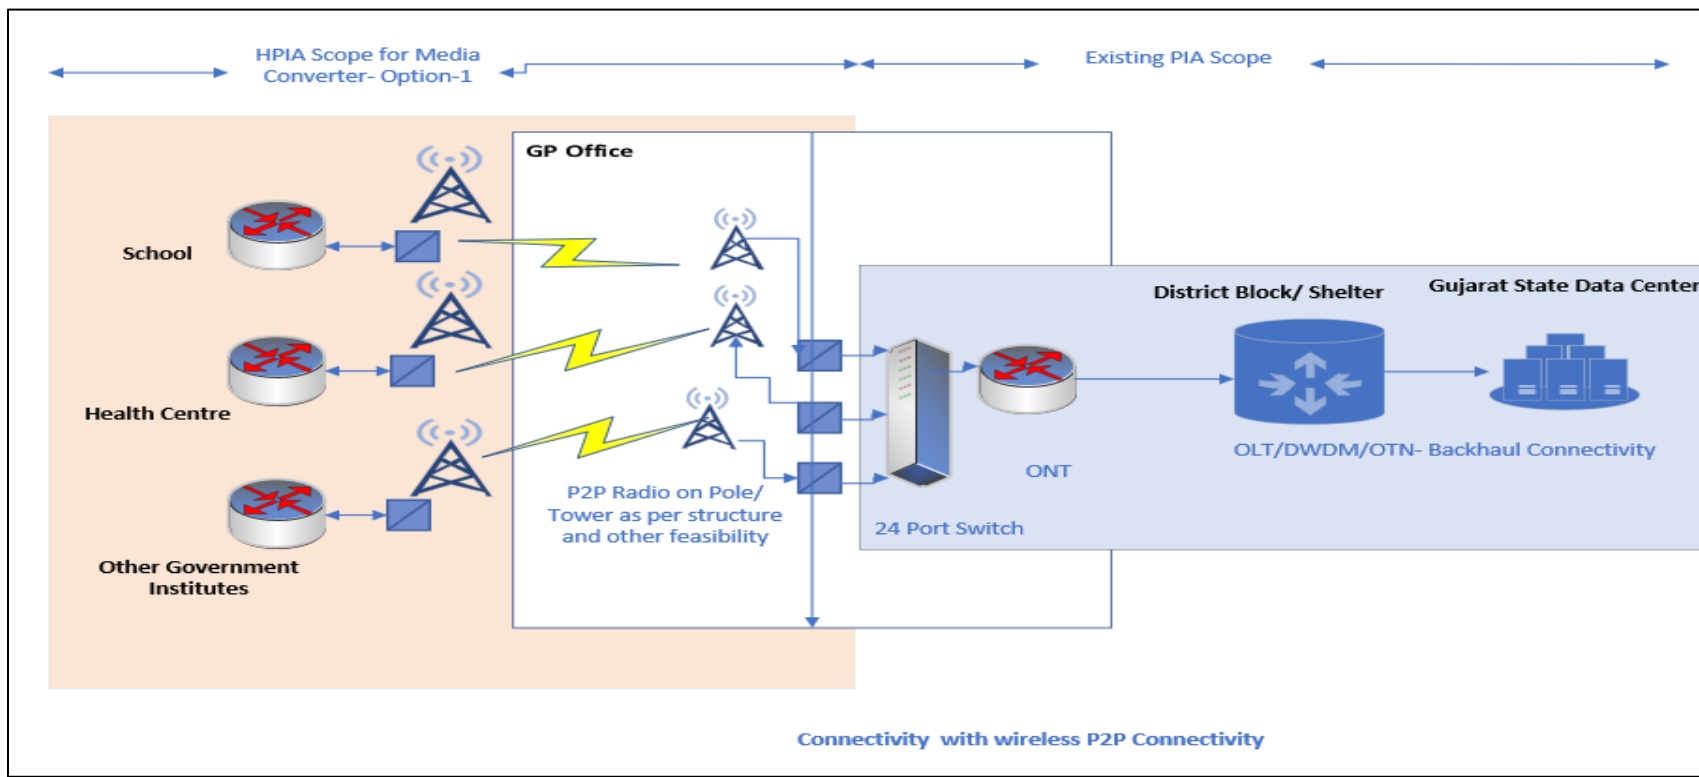 HPIA Scope for Media
Converter- Option-1
Existing PIA Scope
GP Office
School
District Block/ Shelter
Gujarat State Data Center
Health Centre
OLT/DWDM/OTN- Backhaul Connectivity
ONT
P2P Radio on Pole/
Tower as per structure
and other feasibility
24 Port Switch
Other Government
Institutes
Connectivity with wireless P2P Connectivity